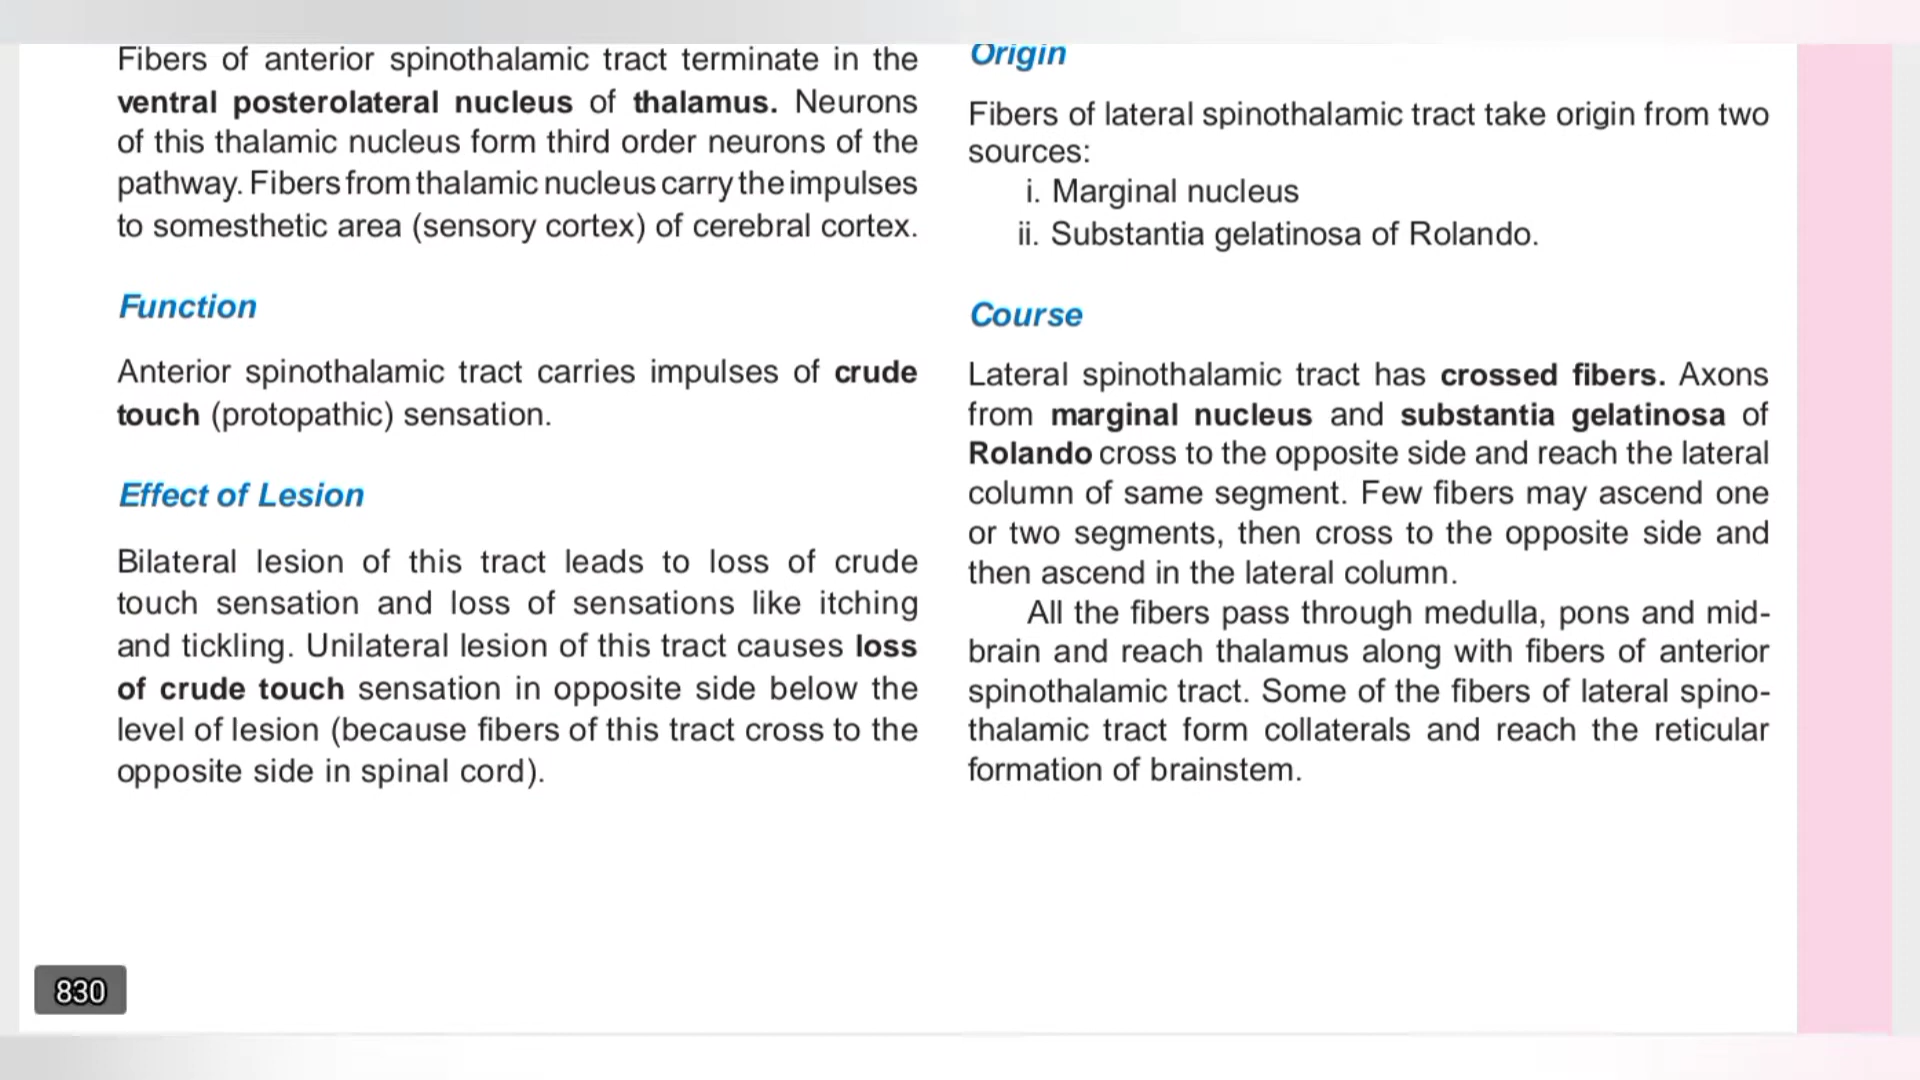 Fibers of anterior spinothalamic tract terminate in the
ventral posterolateral nucleus of thalamus. Neurons
of this thalamic nucleus form third order neurons of the
pathway. Fibers from thalamic nucleus carry the impulses
to somesthetic area (sensory cortex) of cerebral cortex.
Function
Anterior spinothalamic tract carries impulses of crude
touch (protopathic) sensation.
Effect of Lesion
Bilateral lesion of this tract leads to loss of crude
touch sensation and loss of sensations like itching
and tickling. Unilateral lesion of this tract causes loss
of crude touch sensation in opposite side below the
level of lesion (because fibers of this tract cross to the
opposite side in spinal cord).
Origin
Fibers of lateral spinothalamic tract take origin from two
sources:
i. Marginal nucleus
ii. Substantia gelatinosa of Rolando.
Course
Lateral spinothalamic tract has crossed fibers. Axons
from marginal nucleus and substantia gelatinosa of
Rolando cross to the opposite side and reach the lateral
column of same segment. Few fibers may ascend one
or two segments, then cross to the opposite side and
then ascend in the lateral column.
All the fibers pass through medulla, pons and mid-
brain and reach thalamus along with fibers of anterior
spinothalamic tract. Some of the fibers of lateral spino-
thalamic tract form collaterals and reach the reticular
formation of brainstem.
830